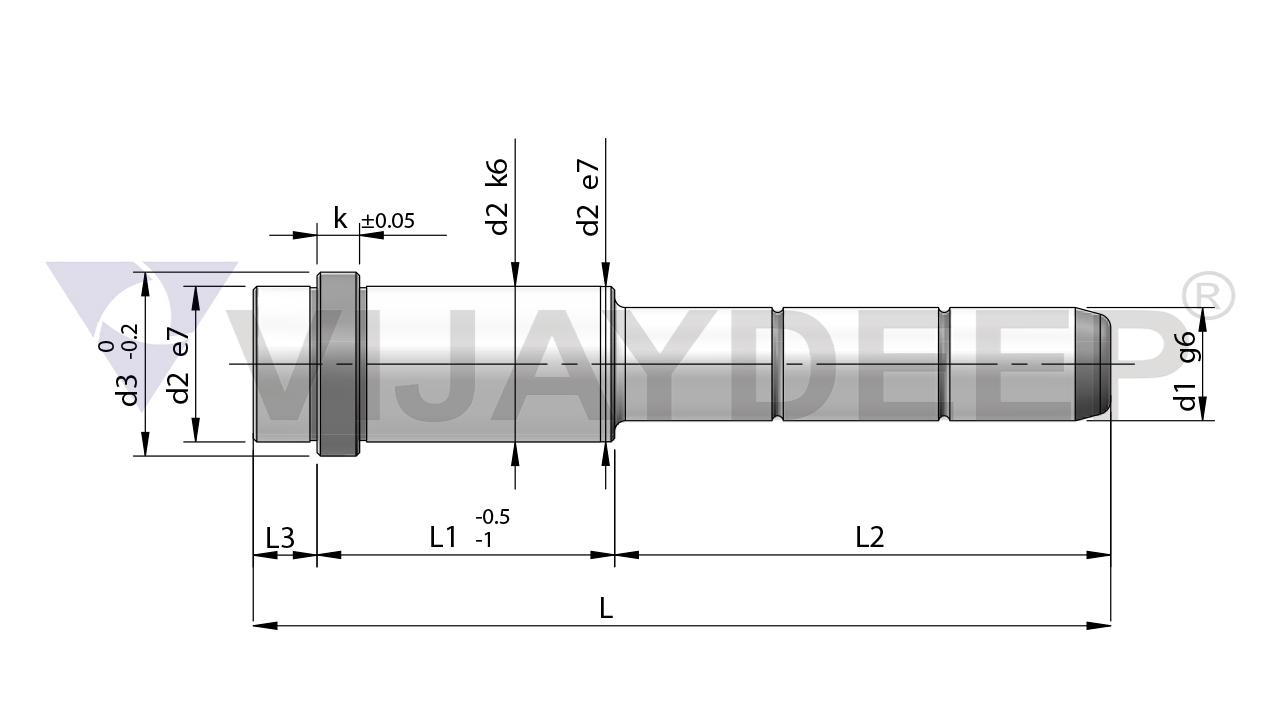 k ±0.05
d2 k6
d2 e7
d3 0 -0.2
d2 e7
VIJAYDEEP ®
d1 g6
L3
L1 -0.5 -1
L2
L